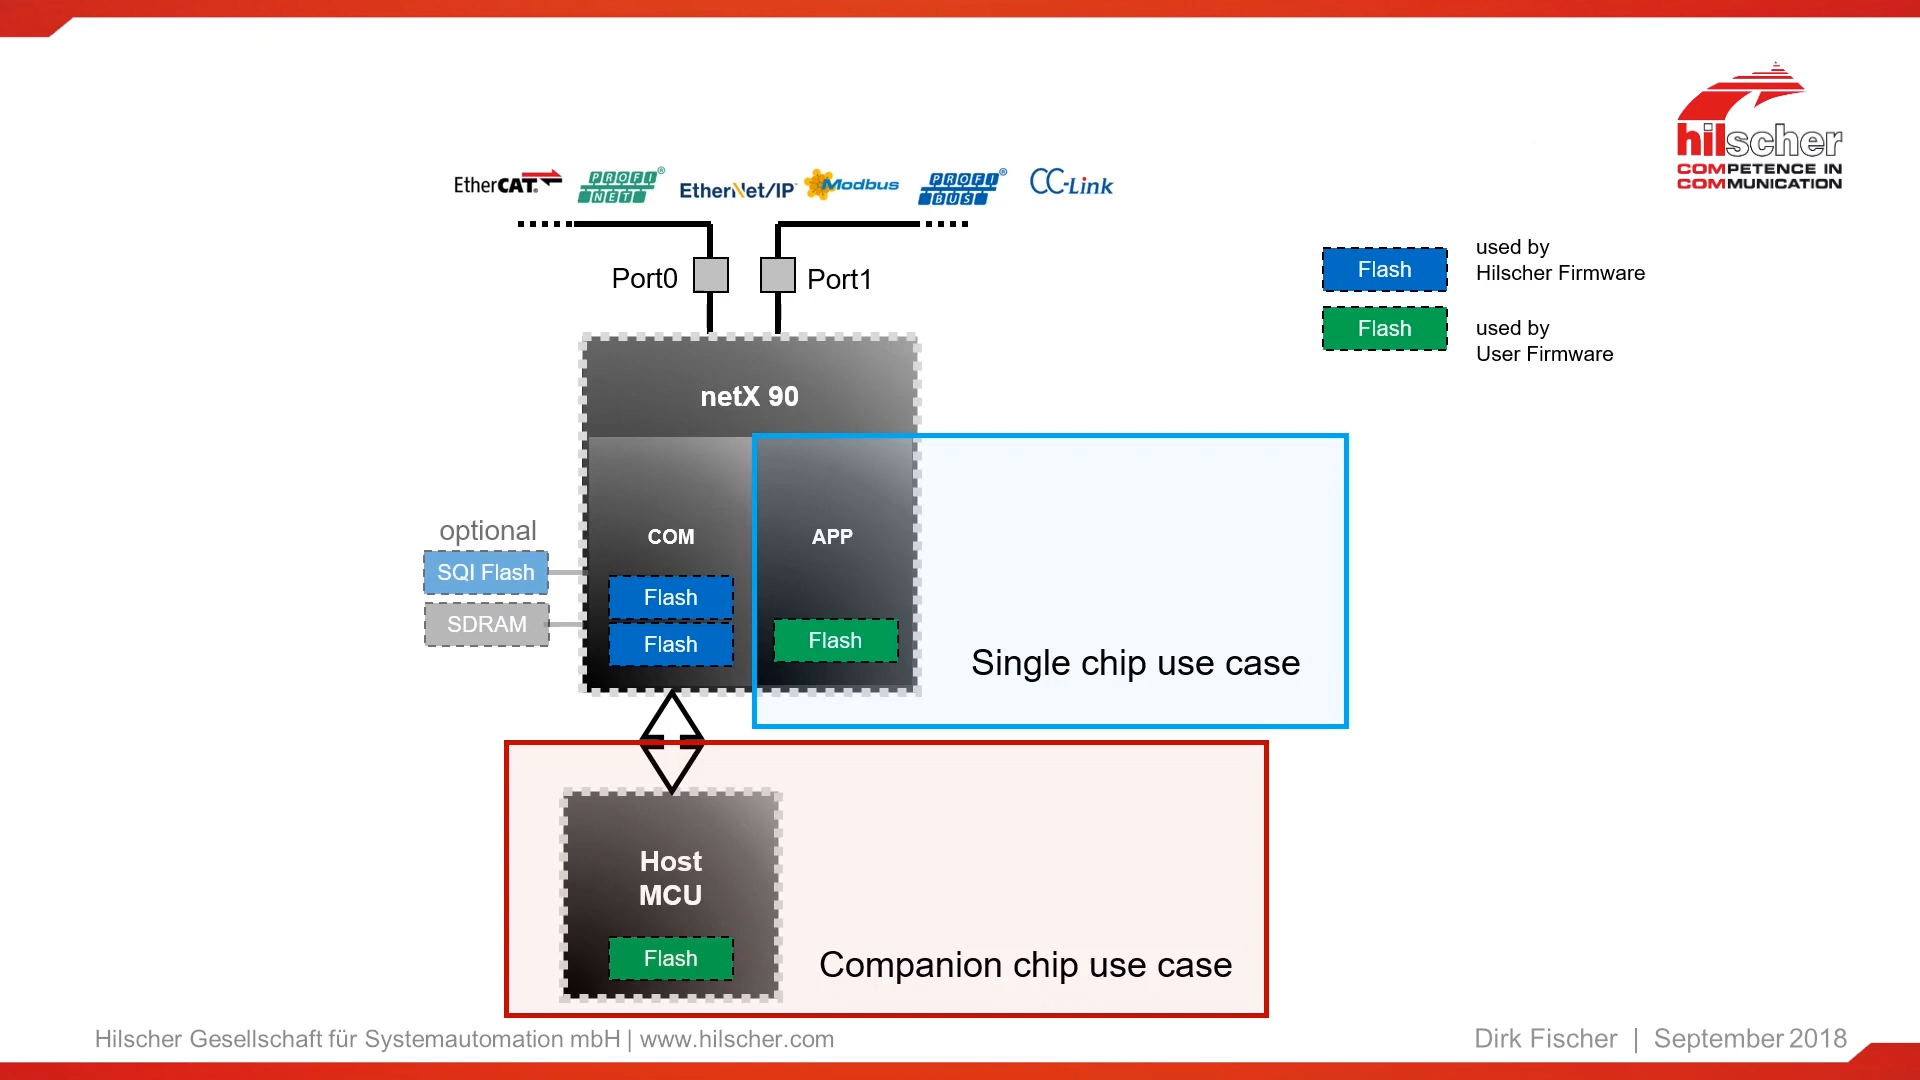 hilscher
COMPETENCE IN
COMMUNICATION
EtherCAT®
PROFI®
NET
EtherNet/IP
Modbus
PROFI®
BUS
CC-Link
Port0
Port1
Flash
used by
Hilscher Firmware
Flash
used by
User Firmware
netX 90
COM
APP
optional
SQI Flash
SDRAM
Flash
Flash
Flash
Single chip use case
Host
MCU
Flash
Companion chip use case
Hilscher Gesellschaft für Systemautomation mbH | www.hilscher.com
Dirk Fischer | September 2018